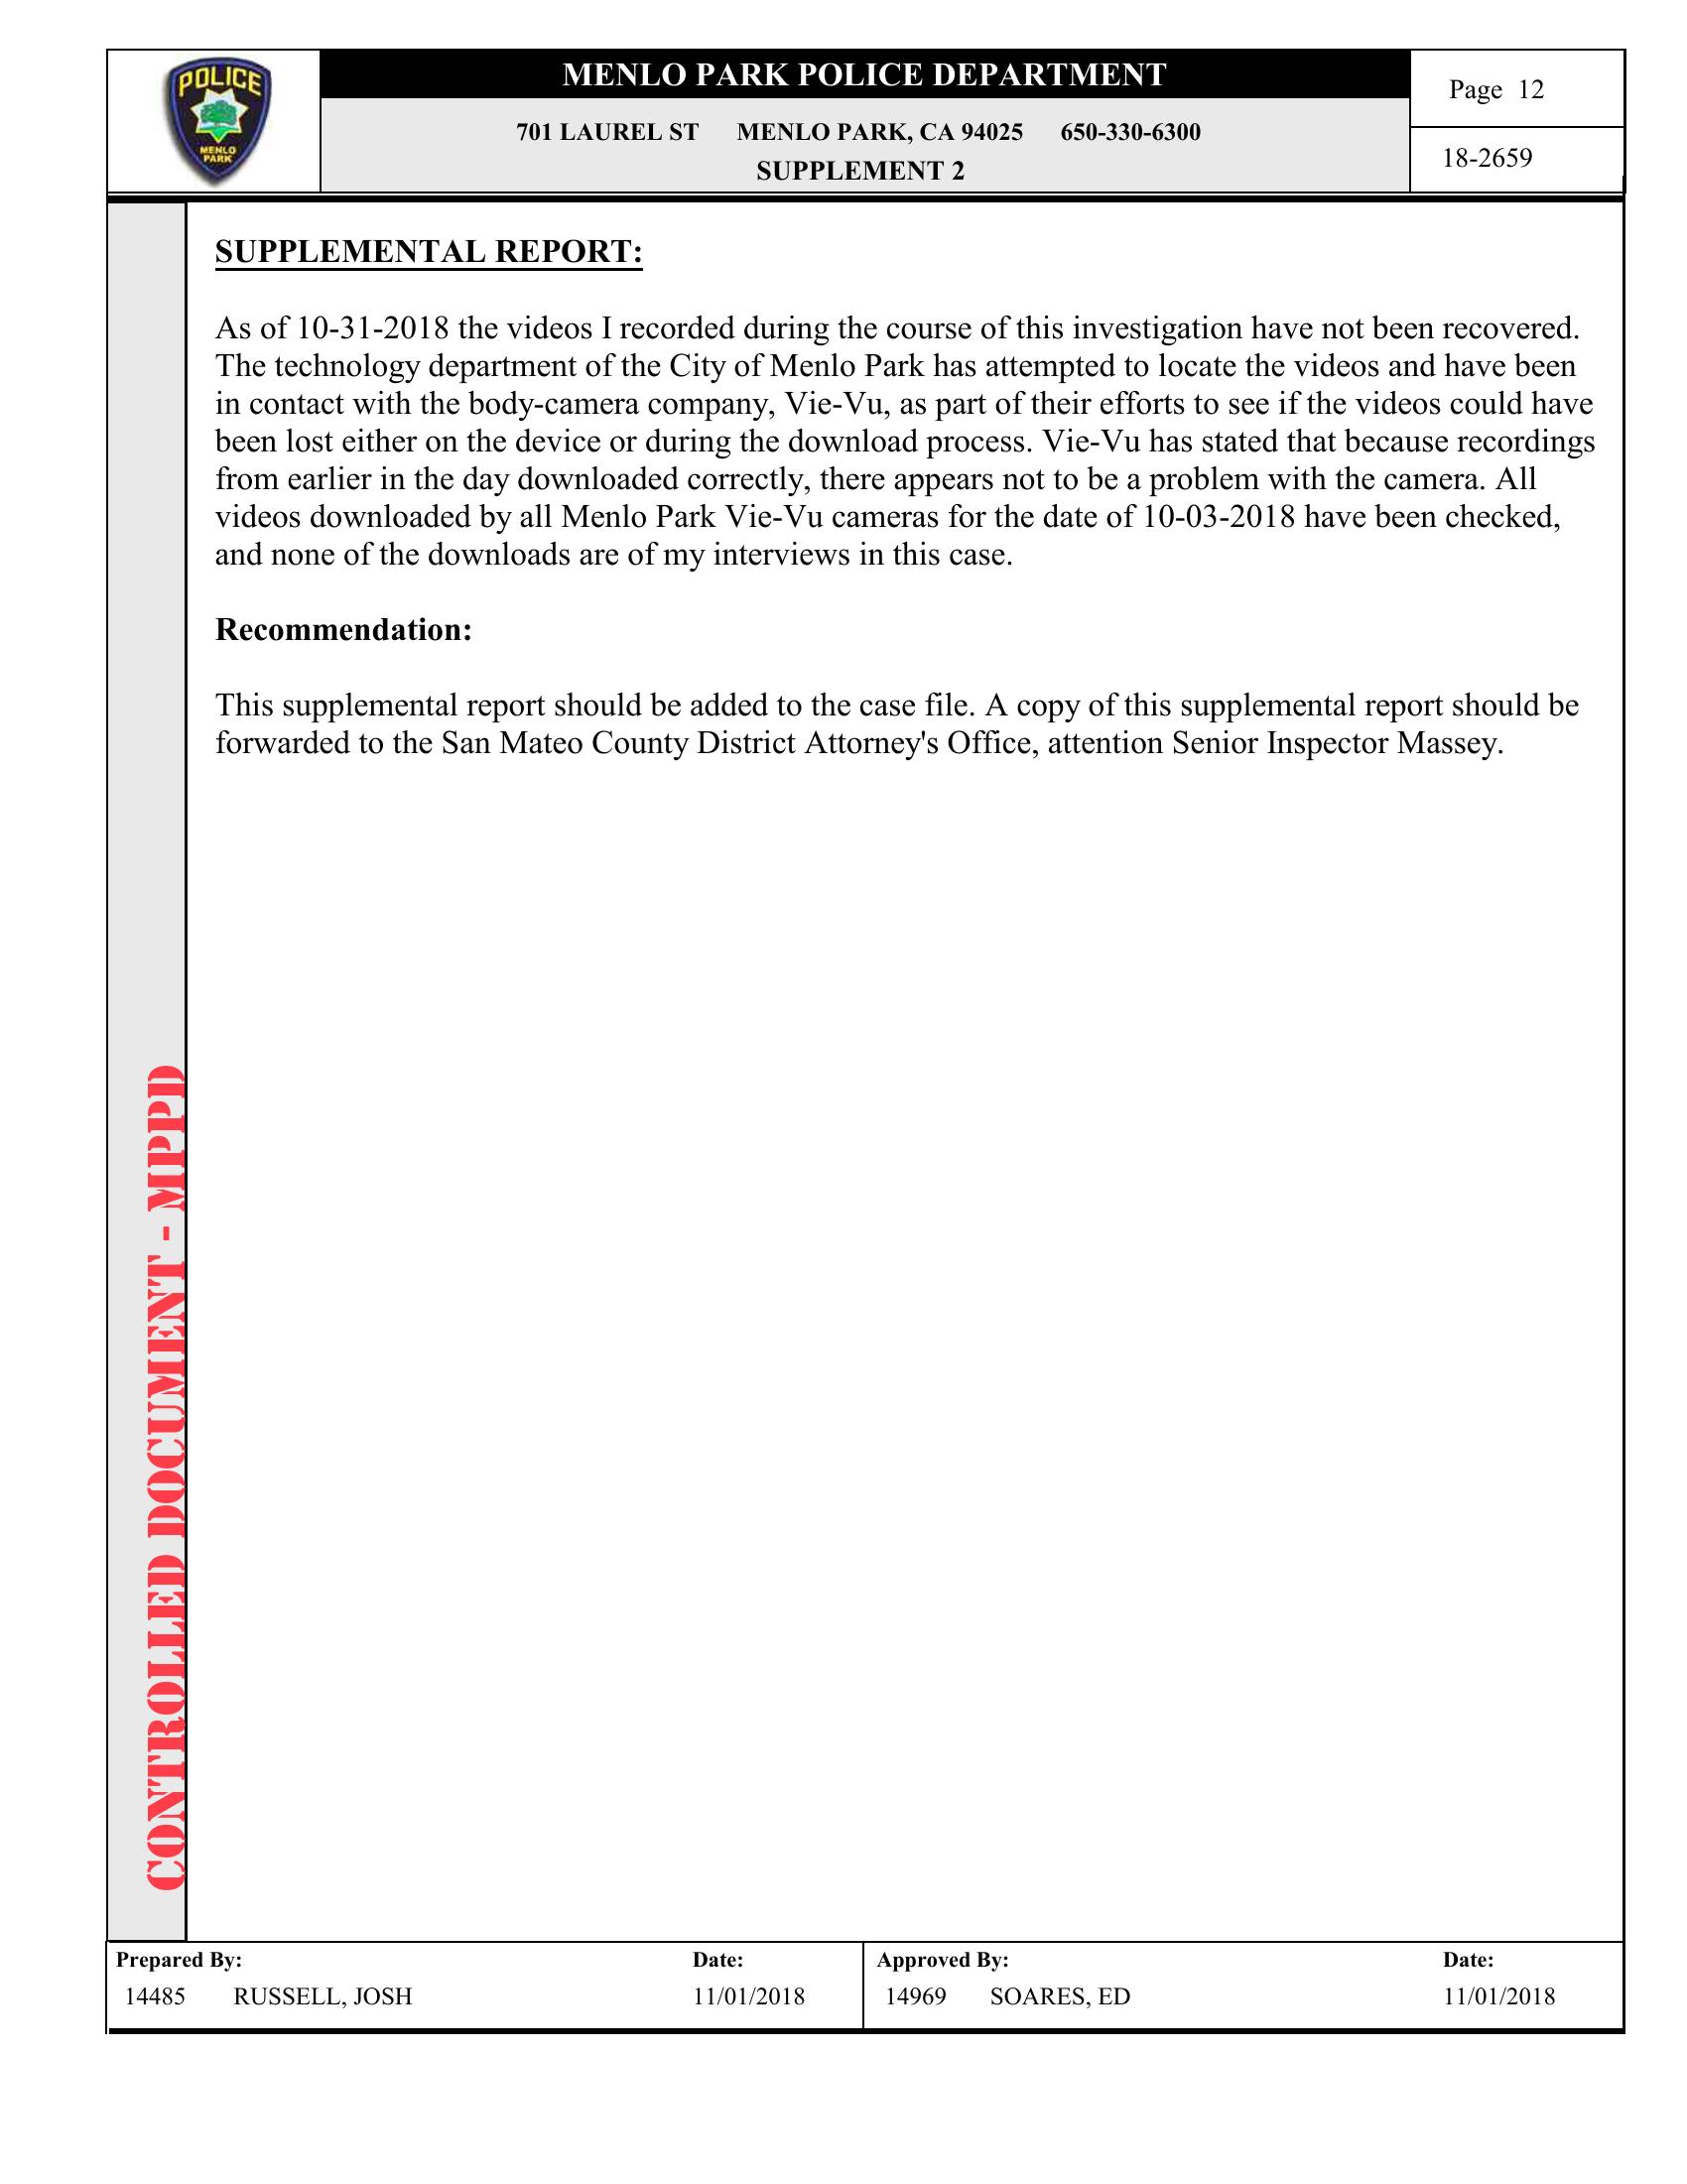 POLICE
MENLO
PARK
MENLO PARK POLICE DEPARTMENT
701 LAUREL ST MENLO PARK, CA 94025 650-330-6300
SUPPLEMENT 2
Page 12
18-2659
SUPPLEMENTAL REPORT:
As of 10-31-2018 the videos I recorded during the course of this investigation have not been recovered.
The technology department of the City of Menlo Park has attempted to locate the videos and have been
in contact with the body-camera company, Vie-Vu, as part of their efforts to see if the videos could have
been lost either on the device or during the download process. Vie-Vu has stated that because recordings
from earlier in the day downloaded correctly, there appears not to be a problem with the camera. All
videos downloaded by all Menlo Park Vie-Vu cameras for the date of 10-03-2018 have been checked,
and none of the downloads are of my interviews in this case.
Recommendation:
This supplemental report should be added to the case file. A copy of this supplemental report should be
forwarded to the San Mateo County District Attorney's Office, attention Senior Inspector Massey.
CONTROLLED DOCUMENT - MPPD
Prepared By: Date: Approved By: Date:
14485 RUSSELL, JOSH 11/01/2018 14969 SOARES, ED 11/01/2018